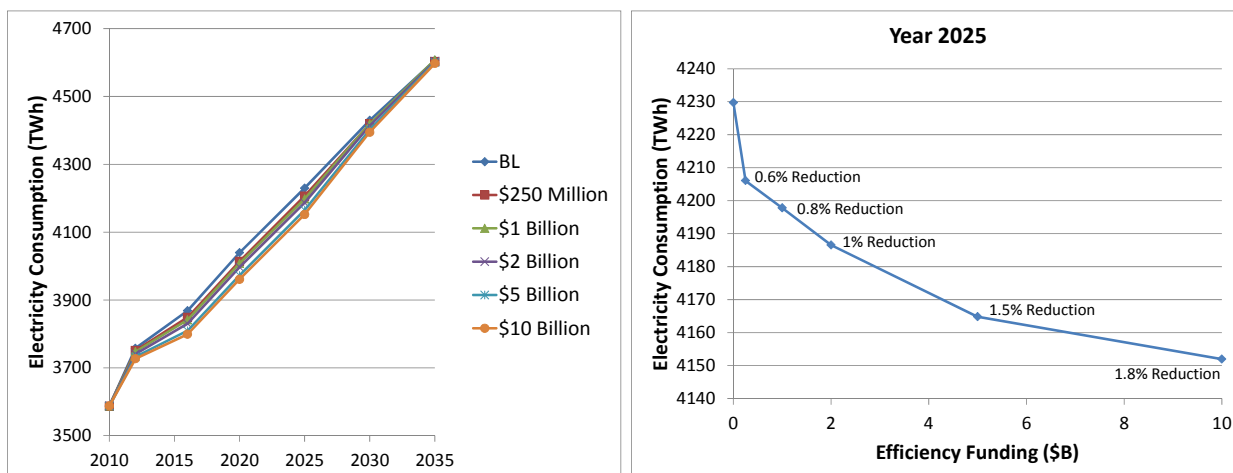 4700
4500
4300
4100
3900
3700
3500
Electricity Consumption (TWh)
2010 2012 2015 2020 2025 2030 2035
BL
$250 Million
$1 Billion
$2 Billion
$5 Billion
$10 Billion
Year 2025
4240
4230
4220
4210
4200
4190
4180
4170
4160
4150
4140
Electricity Consumption (TWh)
0.6% Reduction
0.8% Reduction
1% Reduction
1.5% Reduction
1.8% Reduction
0 2 4 6 8 10
Efficiency Funding ($B)